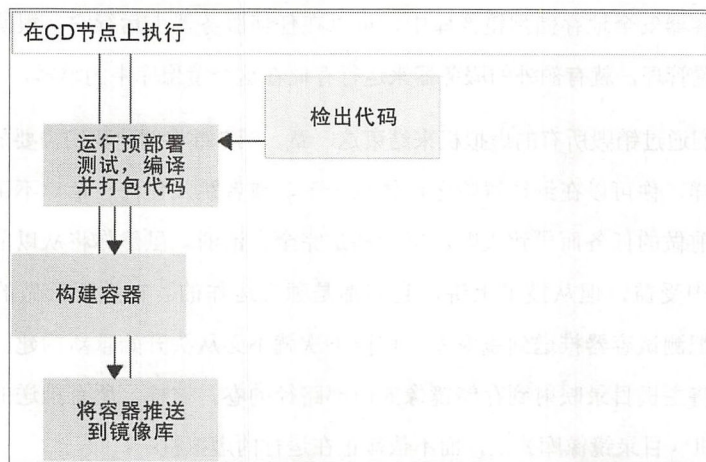 在CD节点上执行
检出代码
运行预部署
测试，编译
并打包代码
构建容器
将容器推送
到镜像库